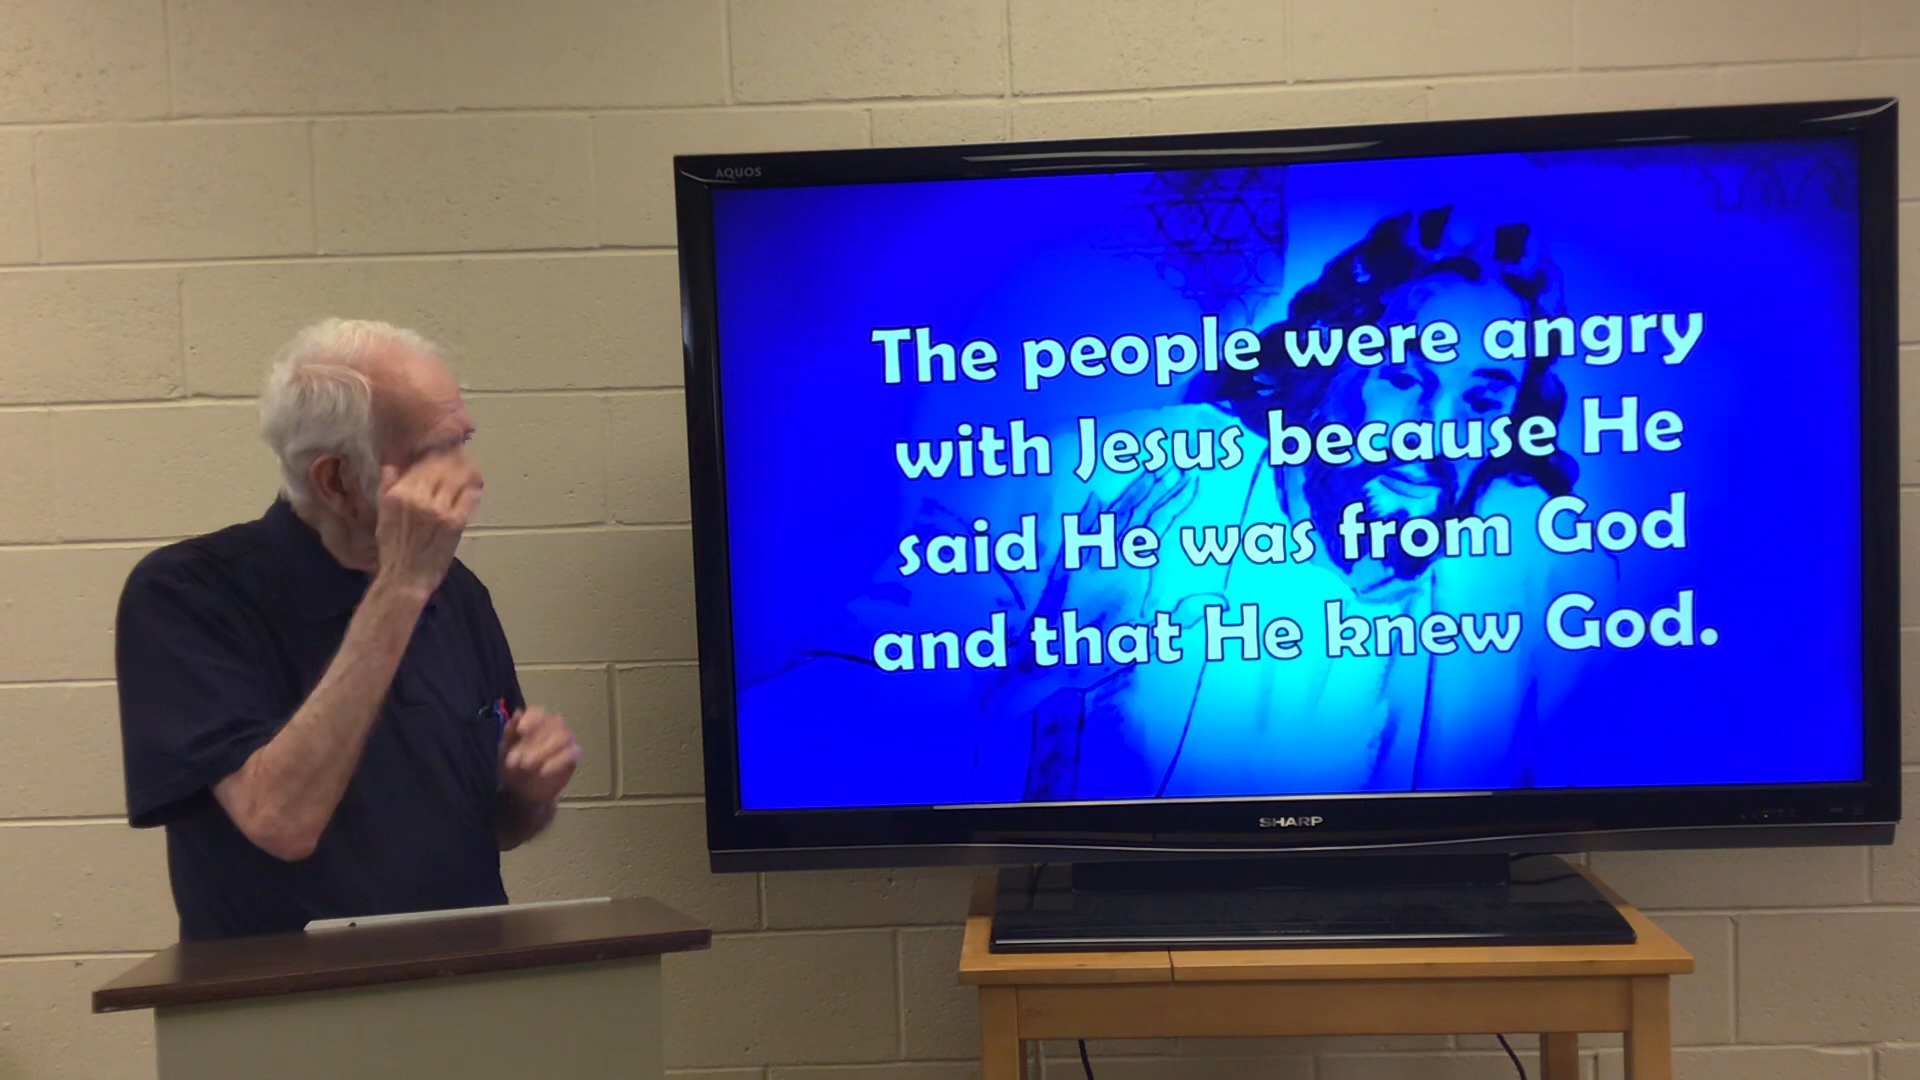 AQUOS
The people were angry
with Jesus because He
said He was from God
and that He knew God.
SHARP